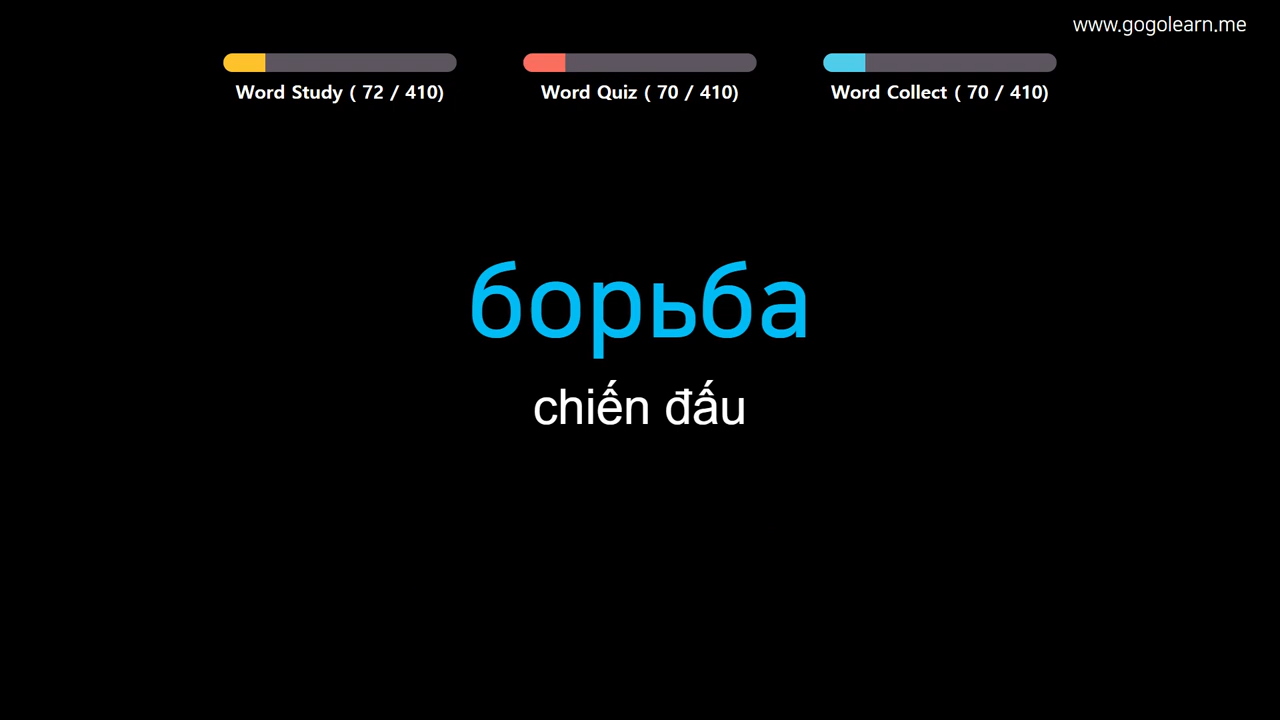 www.gogolearn.me
Word Study ( 72 / 410)
Word Quiz ( 70 / 410)
Word Collect ( 70 / 410)
борьба
chiến đấu